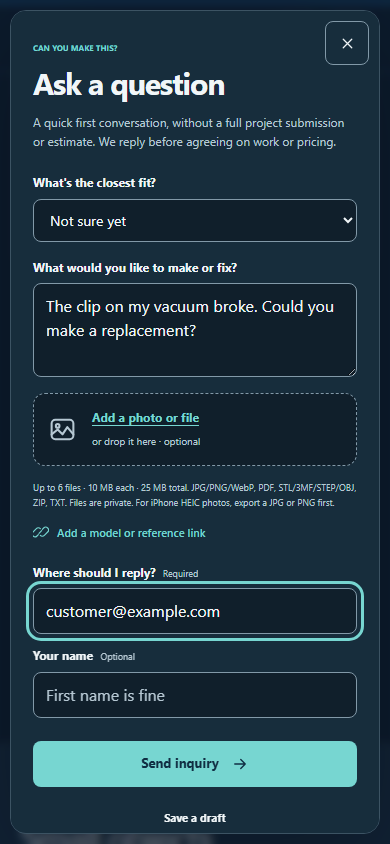 CAN YOU MAKE THIS?
Ask a question
A quick first conversation, without a full project submission
or estimate. We reply before agreeing on work or pricing.
What's the closest fit?
Not sure yet
What would you like to make or fix?
The clip on my vacuum broke. Could you
make a replacement?
Add a photo or file
or drop it here · optional
Up to 6 files · 10 MB each · 25 MB total. JPG/PNG/WebP, PDF, STL/3MF/STEP/OBJ,
ZIP, TXT. Files are private. For iPhone HEIC photos, export a JPG or PNG first.
Add a model or reference link
Where should I reply? Required
customer@example.com
Your name Optional
First name is fine
Send inquiry →
Save a draft